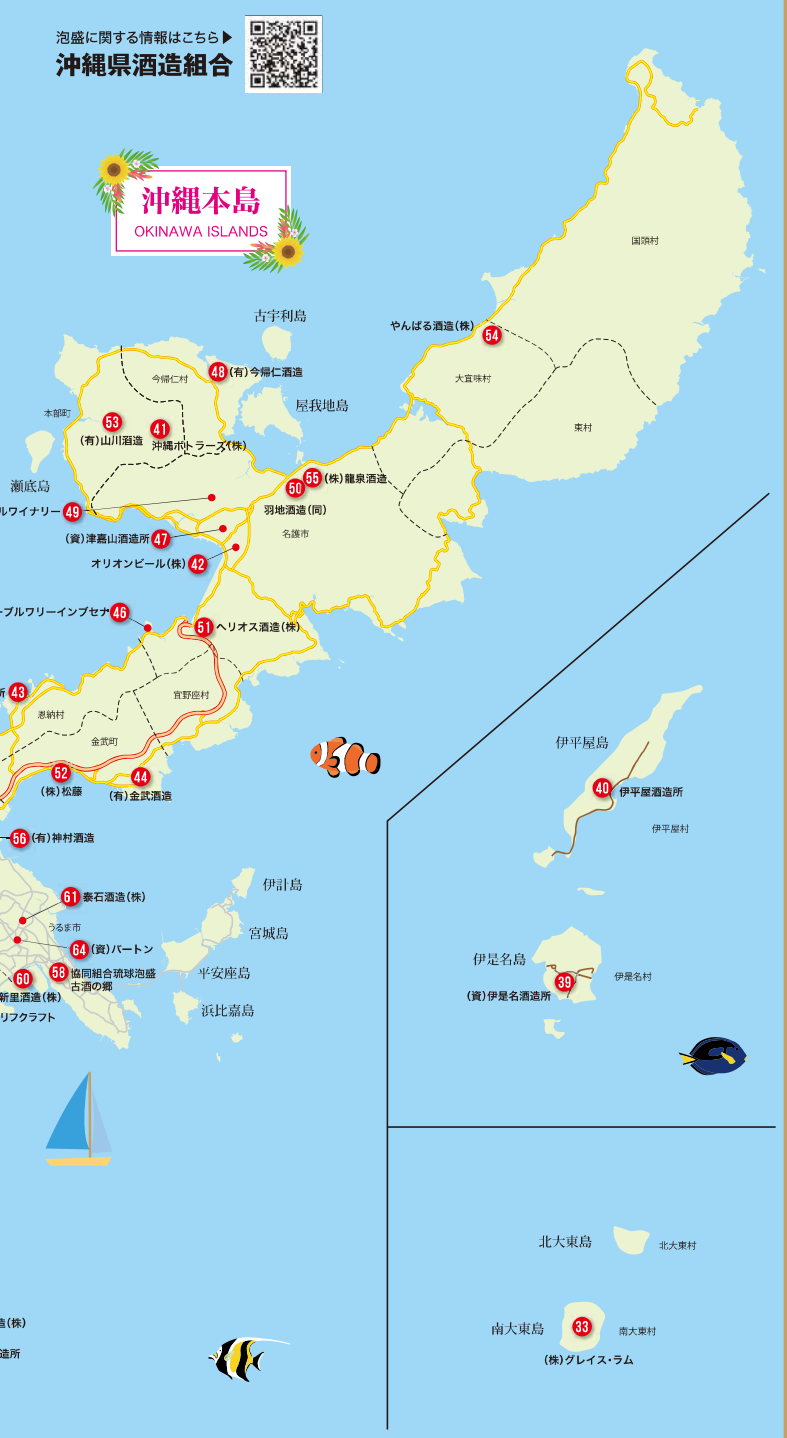 泡盛に関する情報はこちら▶
沖縄県酒造組合
沖縄本島
OKINAWA ISLANDS
国頭村
古宇利島
やんばる酒造(株)
54
大宜味村
東村
48
(有)今帰仁酒造
今帰仁村
屋我地島
本部町
53
(有)山川酒造
41
沖縄ボトラーズ(株)
瀬底島
55
(株)龍泉酒造
50
羽地酒造(同)
名護市
ルワイナリー
49
(資)津嘉山酒造所
47
オリオンビール(株)
42
ーブルワリーインブセナ
46
51
ヘリオス酒造(株)
所
43
恩納村
宜野座村
金武町
52
(株)松藤
44
(有)金武酒造
56
(有)神村酒造
61
泰石酒造(株)
うるま市
64
(資)バートン
58
協同組合琉球泡盛
古酒の郷
60
新里酒造(株)
リフクラフト
伊計島
宮城島
平安座島
浜比嘉島
伊平屋島
40
伊平屋酒造所
伊平屋村
伊是名島
伊是名村
39
(資)伊是名酒造所
北大東島
北大東村
南大東島
33
南大東村
(株)グレイス・ラム
造(株)
造所